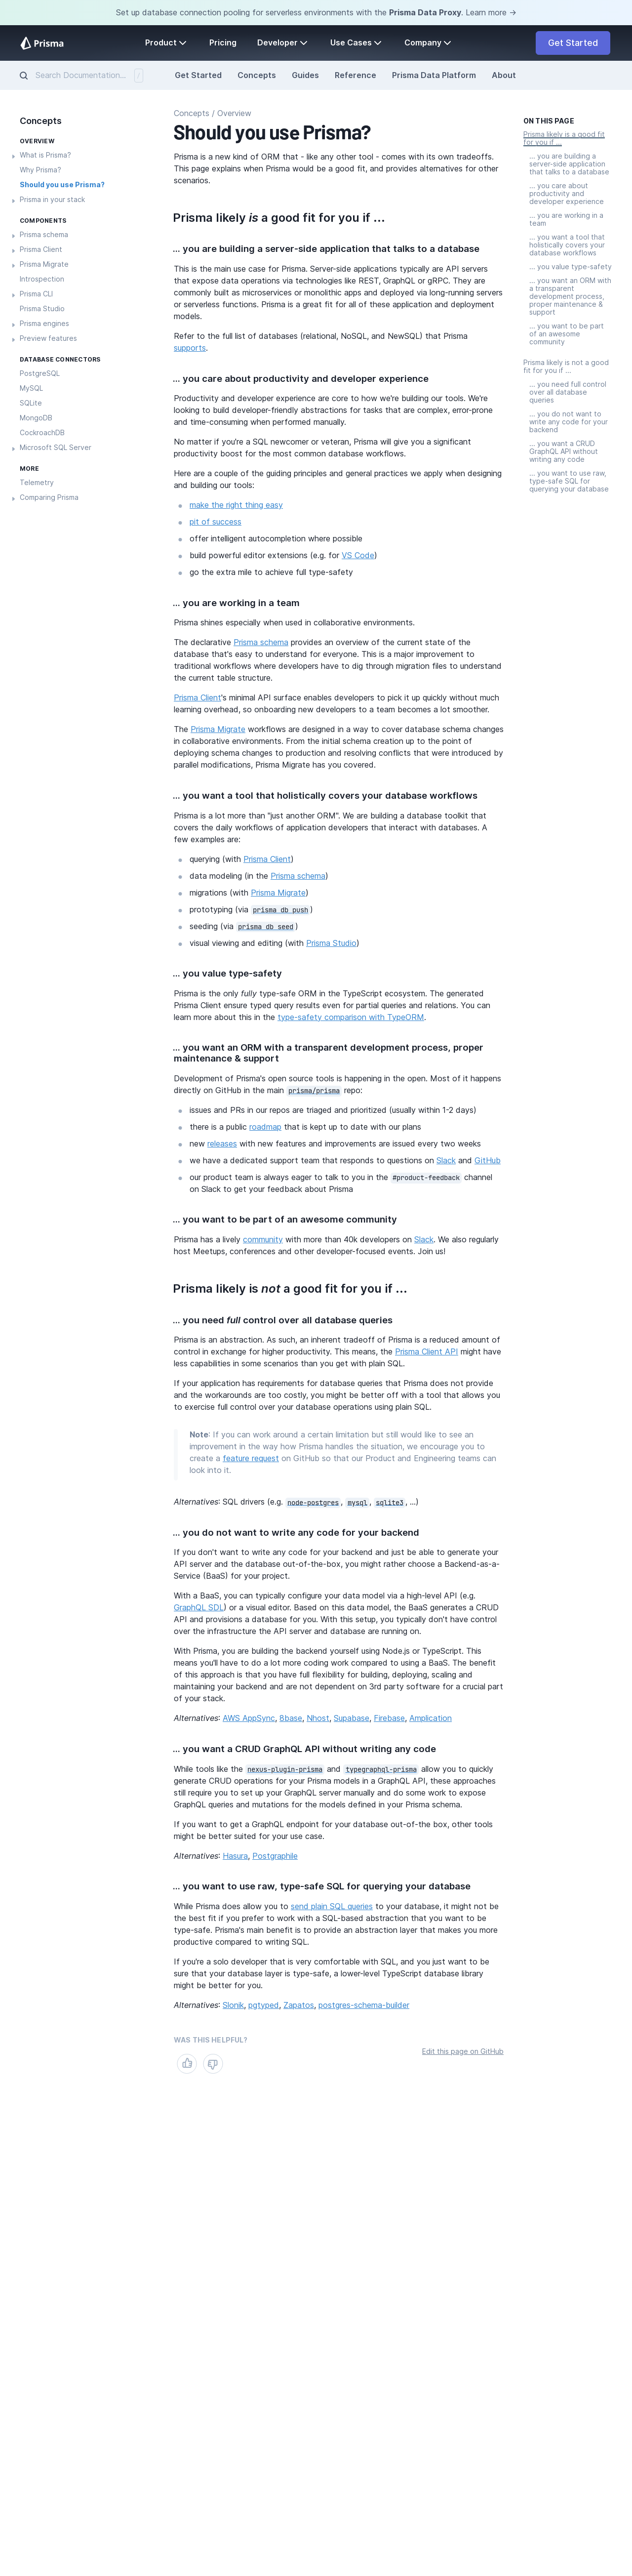 Set up database connection pooling for serverless environments with the Prisma Data Proxy. Learn more →
Prisma
Product
Pricing
Developer
Use Cases
Company
Get Started
Search Documentation...
/
Get Started
Concepts
Guides
Reference
Prisma Data Platform
About
Concepts
OVERVIEW
What is Prisma?
Why Prisma?
Should you use Prisma?
Prisma in your stack
COMPONENTS
Prisma schema
Prisma Client
Prisma Migrate
Introspection
Prisma CLI
Prisma Studio
Prisma engines
Preview features
DATABASE CONNECTORS
PostgreSQL
MySQL
SQLite
MongoDB
CockroachDB
Microsoft SQL Server
MORE
Telemetry
Comparing Prisma
Concepts / Overview
Should you use Prisma?
Prisma is a new kind of ORM that - like any other tool - comes with its own tradeoffs.
This page explains when Prisma would be a good fit, and provides alternatives for other
scenarios.
Prisma likely is a good fit for you if ...
... you are building a server-side application that talks to a database
This is the main use case for Prisma. Server-side applications typically are API servers
that expose data operations via technologies like REST, GraphQL or gRPC. They are
commonly built as microservices or monolithic apps and deployed via long-running servers
or serverless functions. Prisma is a great fit for all of these application and deployment
models.
Refer to the full list of databases (relational, NoSQL, and NewSQL) that Prisma
supports.
... you care about productivity and developer experience
Productivity and developer experience are core to how we're building our tools. We're
looking to build developer-friendly abstractions for tasks that are complex, error-prone
and time-consuming when performed manually.
No matter if you're a SQL newcomer or veteran, Prisma will give you a significant
productivity boost for the most common database workflows.
Here are a couple of the guiding principles and general practices we apply when designing
and building our tools:
make the right thing easy
pit of success
offer intelligent autocompletion where possible
build powerful editor extensions (e.g. for VS Code)
go the extra mile to achieve full type-safety
... you are working in a team
Prisma shines especially when used in collaborative environments.
The declarative Prisma schema provides an overview of the current state of the
database that's easy to understand for everyone. This is a major improvement to
traditional workflows where developers have to dig through migration files to understand
the current table structure.
Prisma Client's minimal API surface enables developers to pick it up quickly without much
learning overhead, so onboarding new developers to a team becomes a lot smoother.
The Prisma Migrate workflows are designed in a way to cover database schema changes
in collaborative environments. From the initial schema creation up to the point of
deploying schema changes to production and resolving conflicts that were introduced by
parallel modifications, Prisma Migrate has you covered.
... you want a tool that holistically covers your database workflows
Prisma is a lot more than "just another ORM". We are building a database toolkit that
covers the daily workflows of application developers that interact with databases. A
few examples are:
querying (with Prisma Client)
data modeling (in the Prisma schema)
migrations (with Prisma Migrate)
prototyping (via prisma db push)
seeding (via prisma db seed)
visual viewing and editing (with Prisma Studio)
... you value type-safety
Prisma is the only fully type-safe ORM in the TypeScript ecosystem. The generated
Prisma Client ensures typed query results even for partial queries and relations. You can
learn more about this in the type-safety comparison with TypeORM.
... you want an ORM with a transparent development process, proper
maintenance & support
Development of Prisma's open source tools is happening in the open. Most of it happens
directly on GitHub in the main prisma/prisma repo:
issues and PRs in our repos are triaged and prioritized (usually within 1-2 days)
there is a public roadmap that is kept up to date with our plans
new releases with new features and improvements are issued every two weeks
we have a dedicated support team that responds to questions on Slack and GitHub
our product team is always eager to talk to you in the #product-feedback channel
on Slack to get your feedback about Prisma
... you want to be part of an awesome community
Prisma has a lively community with more than 40k developers on Slack. We also regularly
host Meetups, conferences and other developer-focused events. Join us!
Prisma likely is not a good fit for you if ...
... you need full control over all database queries
Prisma is an abstraction. As such, an inherent tradeoff of Prisma is a reduced amount of
control in exchange for higher productivity. This means, the Prisma Client API might have
less capabilities in some scenarios than you get with plain SQL.
If your application has requirements for database queries that Prisma does not provide
and the workarounds are too costly, you might be better off with a tool that allows you
to exercise full control over your database operations using plain SQL.
Note: If you can work around a certain limitation but still would like to see an
improvement in the way how Prisma handles the situation, we encourage you to
create a feature request on GitHub so that our Product and Engineering teams can
look into it.
Alternatives: SQL drivers (e.g. node-postgres, mysql, sqlite3, ...)
... you do not want to write any code for your backend
If you don't want to write any code for your backend and just be able to generate your
API server and the database out-of-the-box, you might rather choose a Backend-as-a-
Service (BaaS) for your project.
With a BaaS, you can typically configure your data model via a high-level API (e.g.
GraphQL SDL) or a visual editor. Based on this data model, the BaaS generates a CRUD
API and provisions a database for you. With this setup, you typically don't have control
over the infrastructure the API server and database are running on.
With Prisma, you are building the backend yourself using Node.js or TypeScript. This
means you'll have to do a lot more coding work compared to using a BaaS. The benefit
of this approach is that you have full flexibility for building, deploying, scaling and
maintaining your backend and are not dependent on 3rd party software for a crucial part
of your stack.
Alternatives: AWS AppSync, 8base, Nhost, Supabase, Firebase, Amplication
... you want a CRUD GraphQL API without writing any code
While tools like the nexus-plugin-prisma and typegraphql-prisma allow you to quickly
generate CRUD operations for your Prisma models in a GraphQL API, these approaches
still require you to set up your GraphQL server manually and do some work to expose
GraphQL queries and mutations for the models defined in your Prisma schema.
If you want to get a GraphQL endpoint for your database out-of-the box, other tools
might be better suited for your use case.
Alternatives: Hasura, Postgraphile
... you want to use raw, type-safe SQL for querying your database
While Prisma does allow you to send plain SQL queries to your database, it might not be
the best fit if you prefer to work with a SQL-based abstraction that you want to be
type-safe. Prisma's main benefit is to provide an abstraction layer that makes you more
productive compared to writing SQL.
If you're a solo developer that is very comfortable with SQL, and you just want to be
sure that your database layer is type-safe, a lower-level TypeScript database library
might be better for you.
Alternatives: Slonik, pgtyped, Zapatos, postgres-schema-builder
WAS THIS HELPFUL?
Edit this page on GitHub
ON THIS PAGE
Prisma likely is a good fit
for you if ...
... you are building a
server-side application
that talks to a database
... you care about
productivity and
developer experience
... you are working in a
team
... you want a tool that
holistically covers your
database workflows
... you value type-safety
... you want an ORM with
a transparent
development process,
proper maintenance &
support
... you want to be part
of an awesome
community
Prisma likely is not a good
fit for you if ...
... you need full control
over all database
queries
... you do not want to
write any code for your
backend
... you want a CRUD
GraphQL API without
writing any code
... you want to use raw,
type-safe SQL for
querying your database